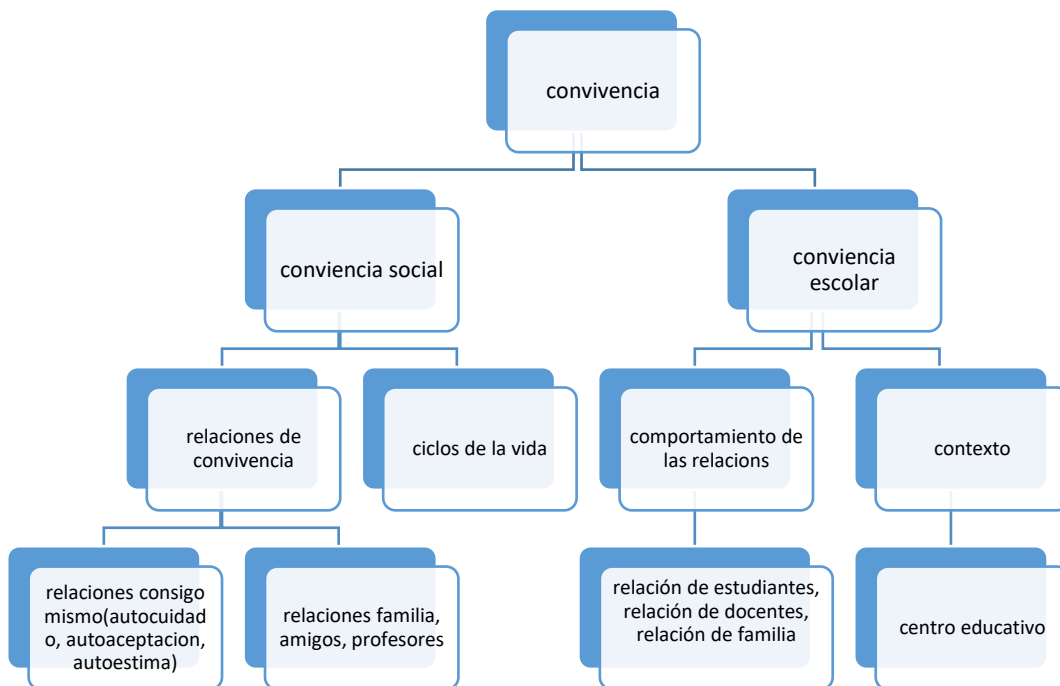 convivencia
conviencia social
conviencia
escolar
relaciones de
convivencia
ciclos de la vida
comportamiento de
las relacions
contexto
relaciones consigo
mismo(autocuidad
o, autoaceptacion,
autoestima)
relaciones familia,
amigos, profesores
relación de estudiantes,
relación de docentes,
relación de familia
centro educativo